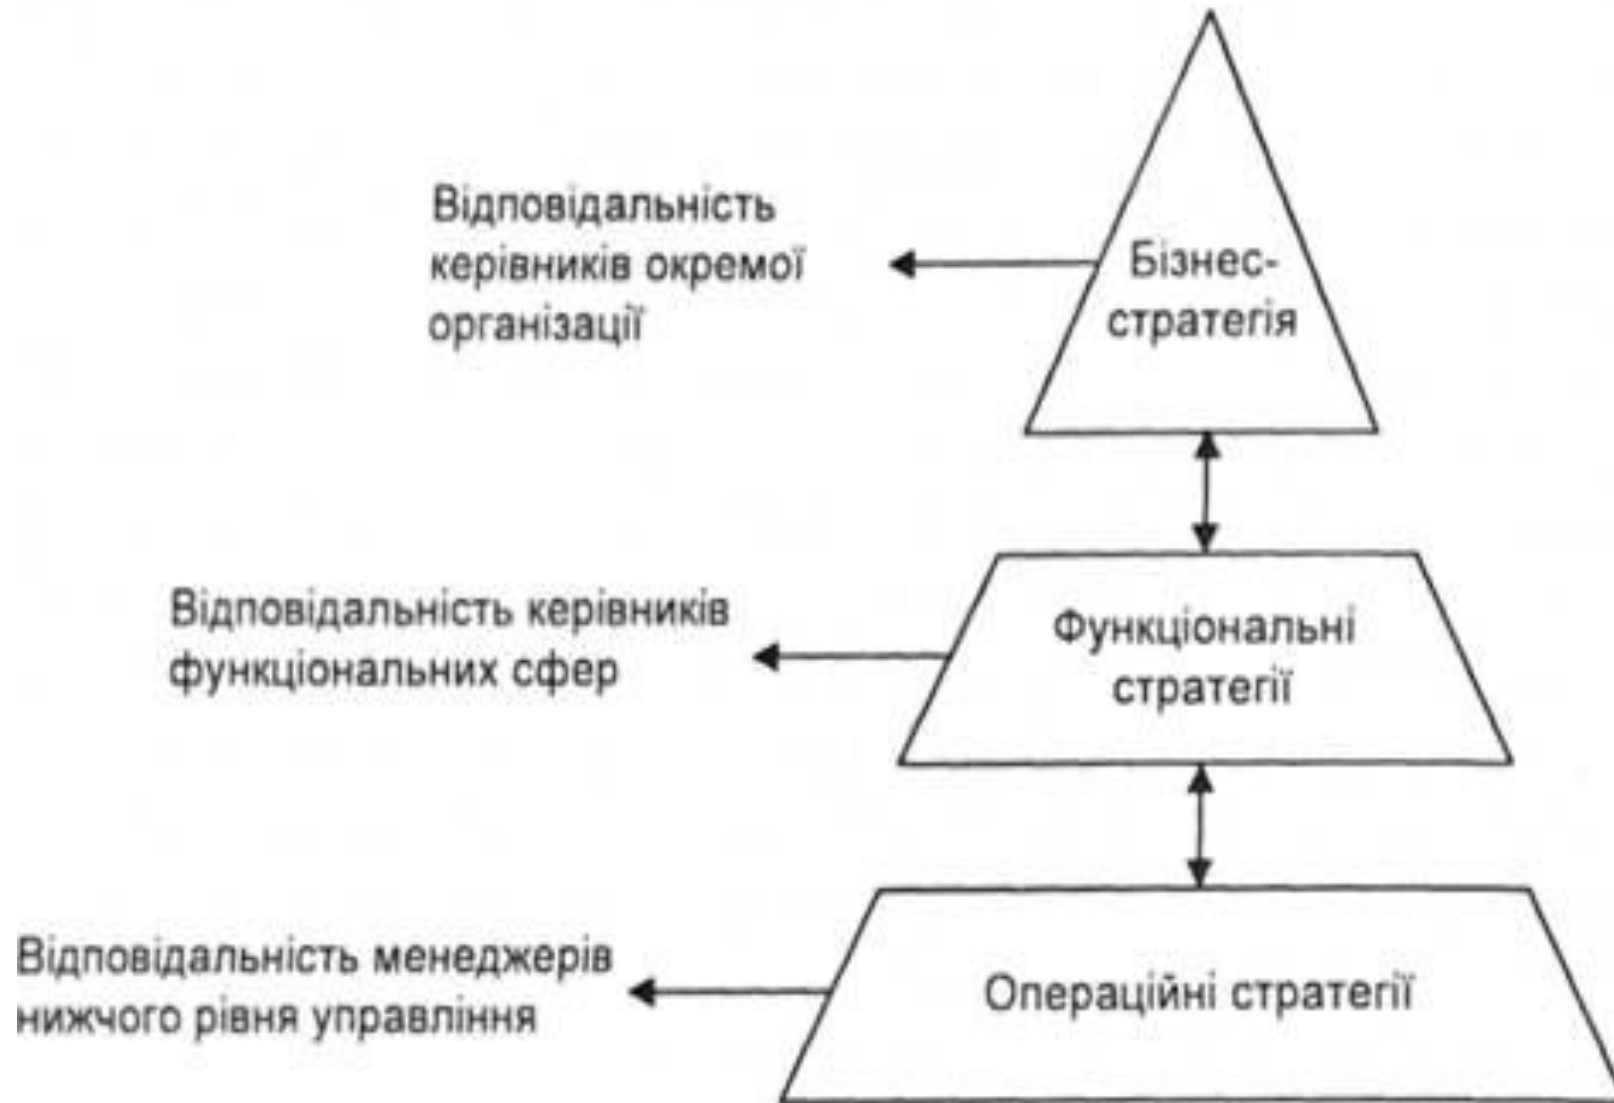 Відповідальність
керівників окремої
організації
Бізнес-
стратегія
Відповідальність керівників
функціональних сфер
Функціональні
стратегії
Відповідальність менеджерів
нижчого рівня управління
Операційні стратегії